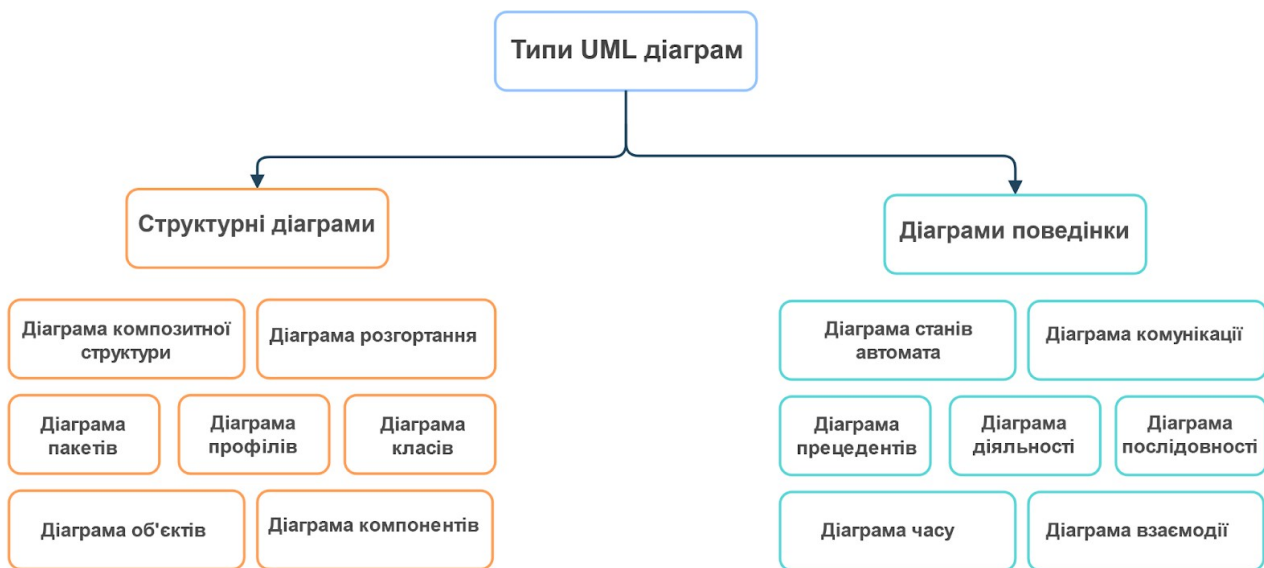 Типи UML діаграм
Структурні діаграми
Діаграми поведінки
Діаграма композитної
структури
Діаграма розгортання
Діаграма
пакетів
Діаграма
профілів
Діаграма
класів
Діаграма об'єктів
Діаграма компонентів
Діаграма станів
автомата
Діаграма комунікації
Діаграма
прецедентів
Діаграма
діяльності
Діаграма
послідовності
Діаграма часу
Діаграма взаємодії